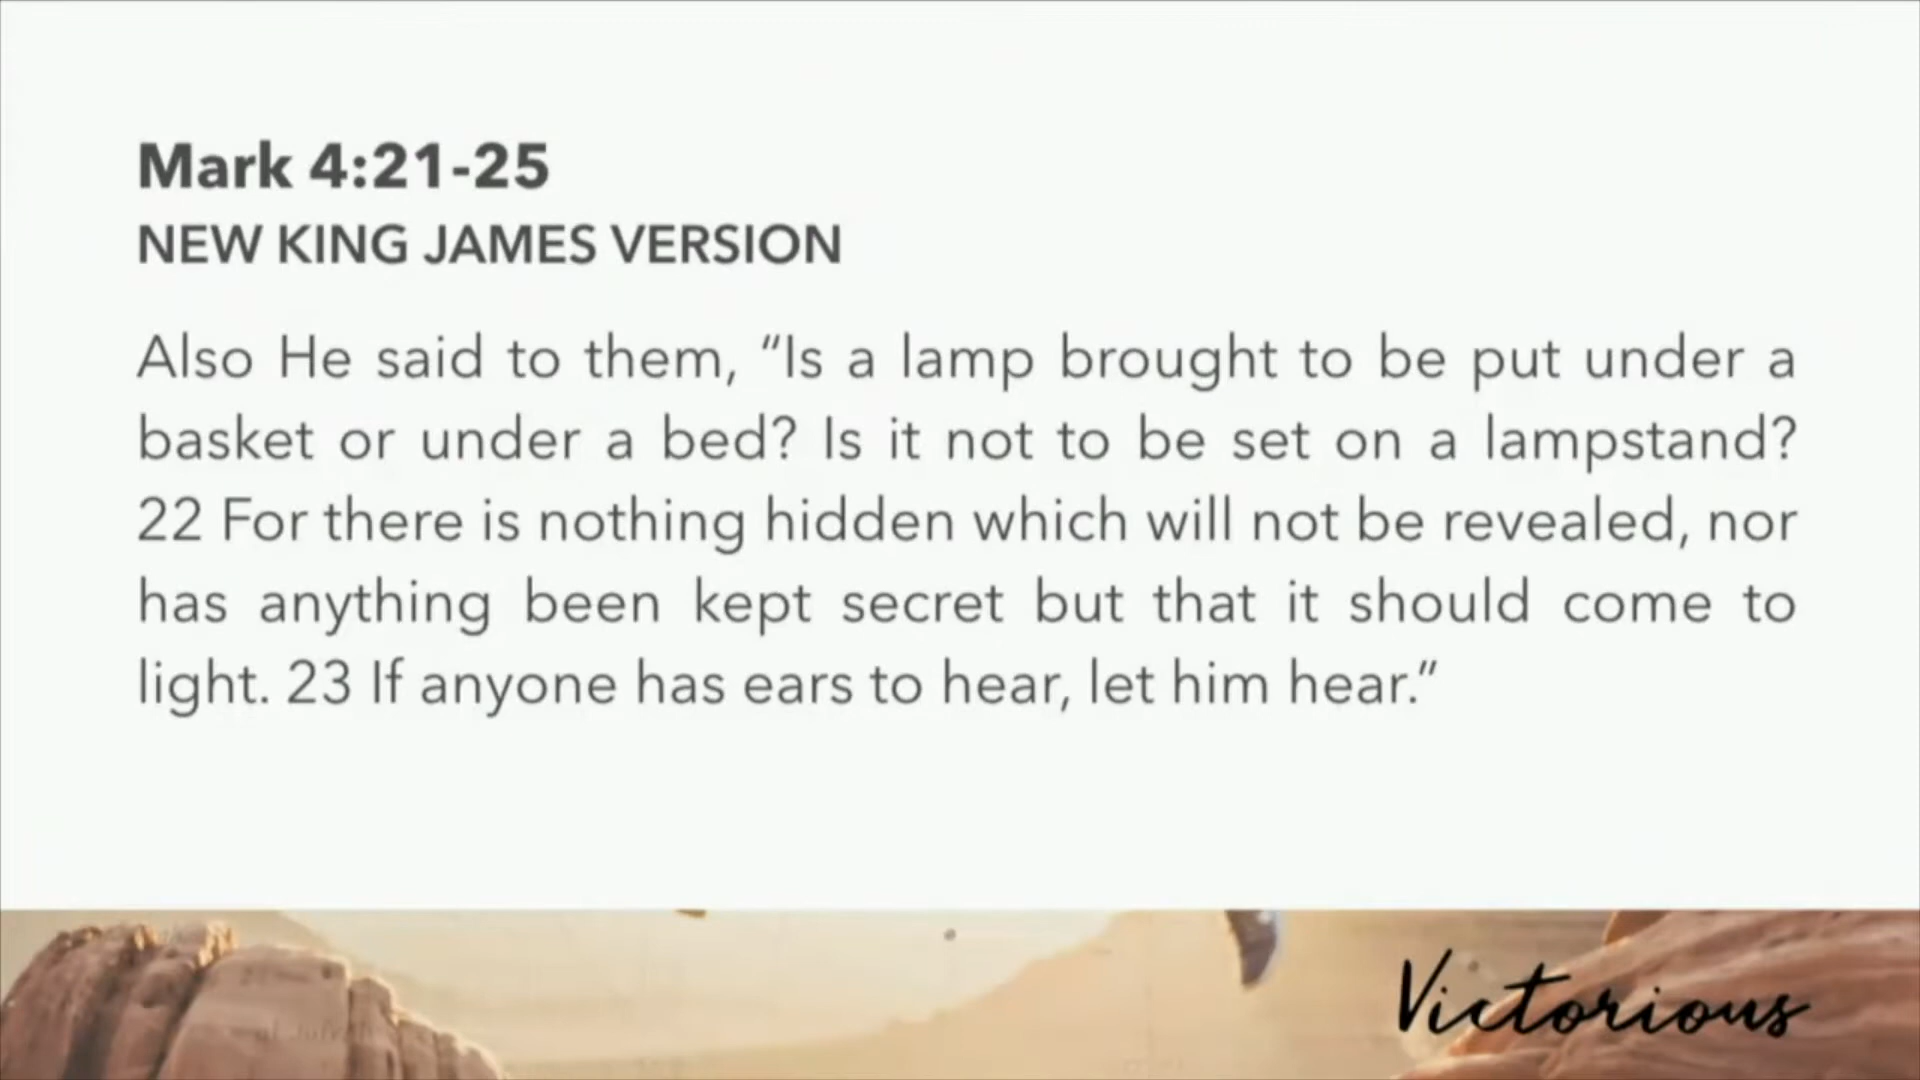 Mark 4:21-25
NEW KING JAMES VERSION
Also He said to them, “Is a lamp brought to be put under a
basket or under a bed? Is it not to be set on a lampstand?
22 For there is nothing hidden which will not be revealed, nor
has anything been kept secret but that it should come to
light. 23 If anyone has ears to hear, let him hear.”
Victorious